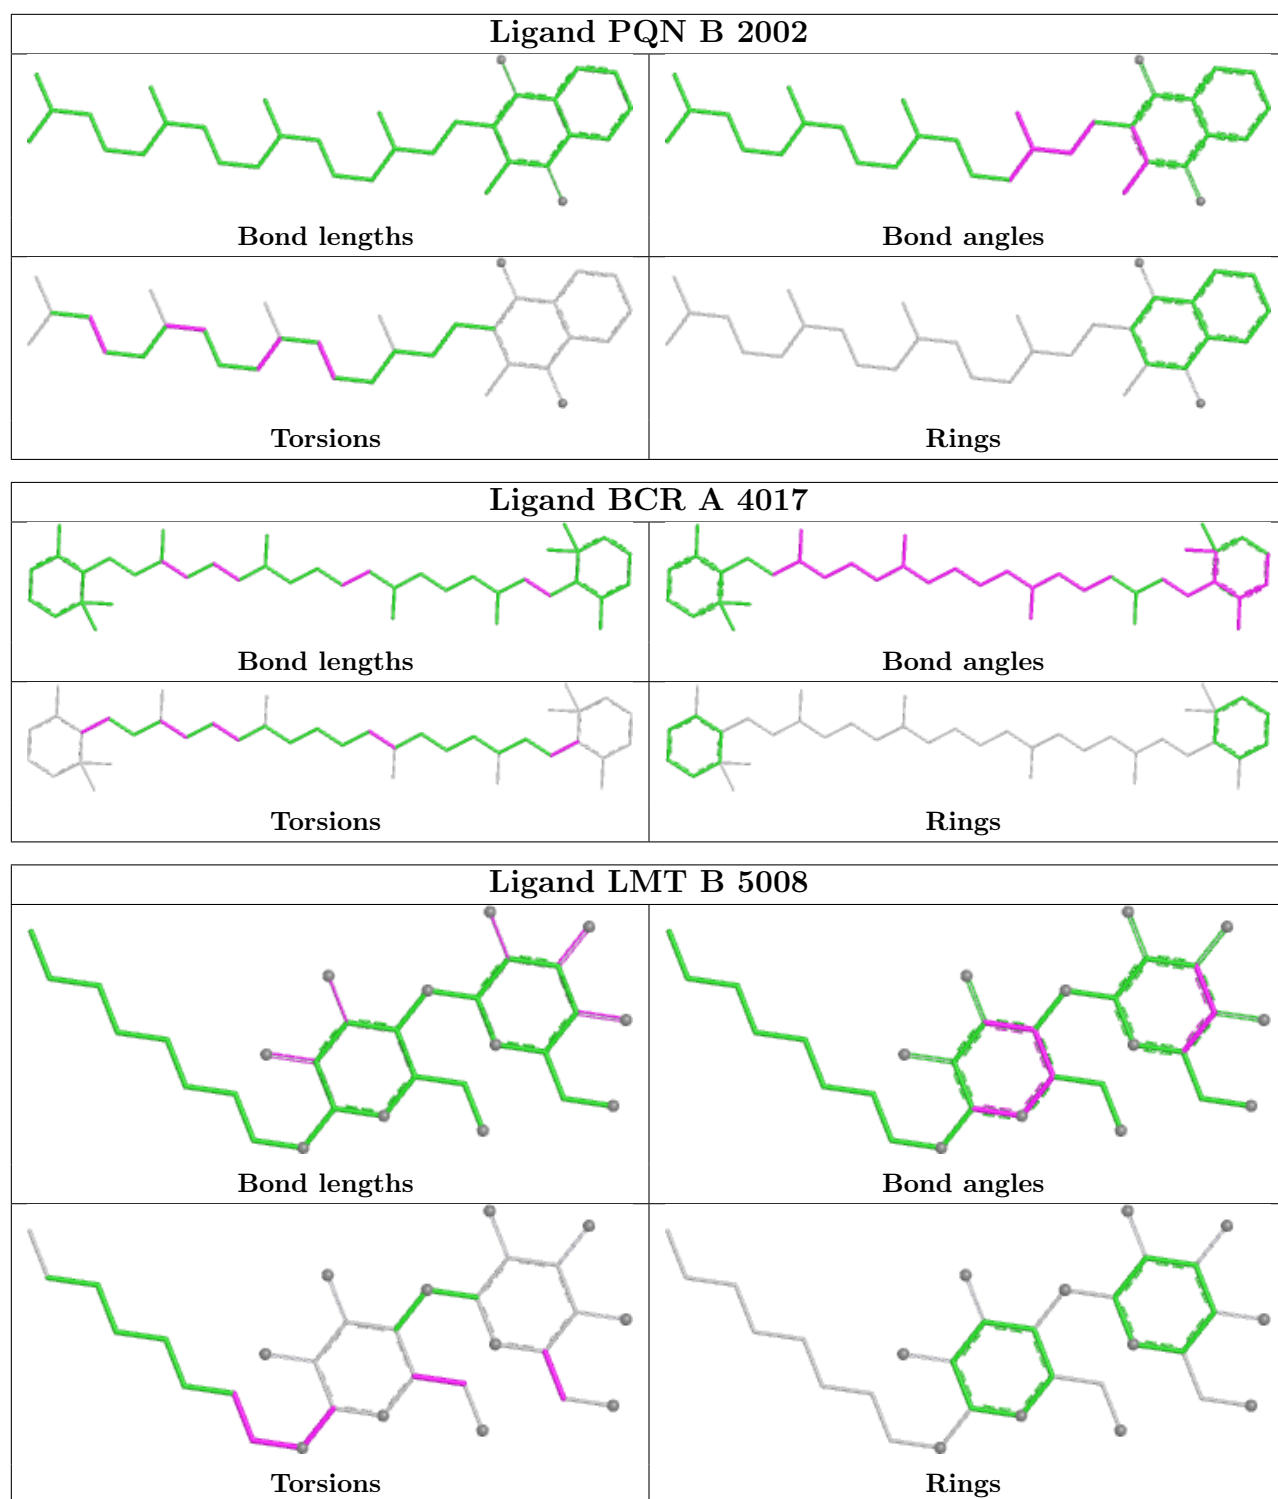 Ligand PQN B 2002
Bond lengths
Bond angles
Torsions
Rings
Ligand BCR A 4017
Bond lengths
Bond angles
Torsions
Rings
Ligand LMT B 5008
Bond lengths
Bond angles
Torsions
Rings